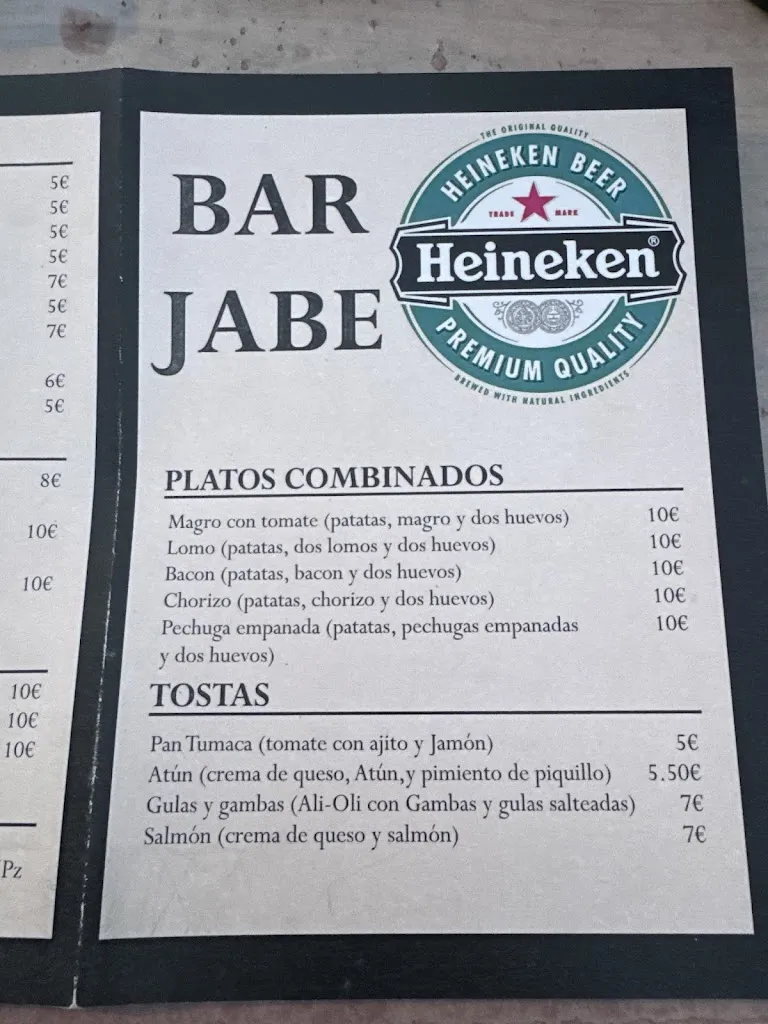 5€
5€
5€
5€
7€
5€
7€
6€
5€
8€
10€
10€
10€
10€
10€
Pz
BAR
JABE
THE ORIGINAL QUALITY
HEINEKEN BEER
TRADE MARK
Heineken®
PREMIUM QUALITY
BREWED WITH NATURAL INGREDIENTS
PLATOS COMBINADOS
Magro con tomate (patatas, magro y dos huevos) 10€
Lomo (patatas, dos lomos y dos huevos) 10€
Bacon (patatas, bacon y dos huevos) 10€
Chorizo (patatas, chorizo y dos huevos) 10€
Pechuga empanada (patatas, pechugas empanadas 10€
y dos huevos)
TOSTAS
Pan Tumaca (tomate con ajito y Jamón) 5€
Atún (crema de queso, Atún,y pimiento de piquillo) 5.50€
Gulas y gambas (Ali-Oli con Gambas y gulas salteadas) 7€
Salmón (crema de queso y salmón) 7€